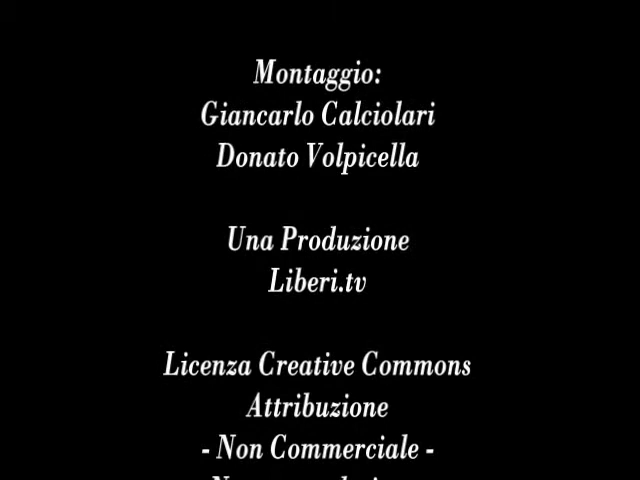 Montaggio:
Giancarlo Calciolari
Donato Volpicella
Una Produzione
Liberi.tv
Licenza Creative Commons
Attribuzione
- Non Commerciale -